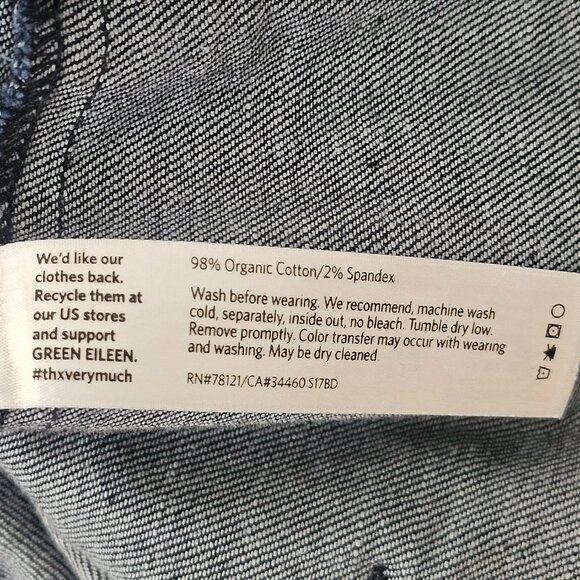 We'd like our
clothes back.
Recycle them at
our US stores
and support
GREEN EILEEN.
#thxverymuch
98% Organic Cotton/2% Spandex
Wash before wearing. We recommend, machine wash
cold, separately, inside out, no bleach. Tumble dry low.
Remove promptly. Color transfer may occur with wearing
and washing. May be dry cleaned.
RN#78121/CA#34460 S17BD